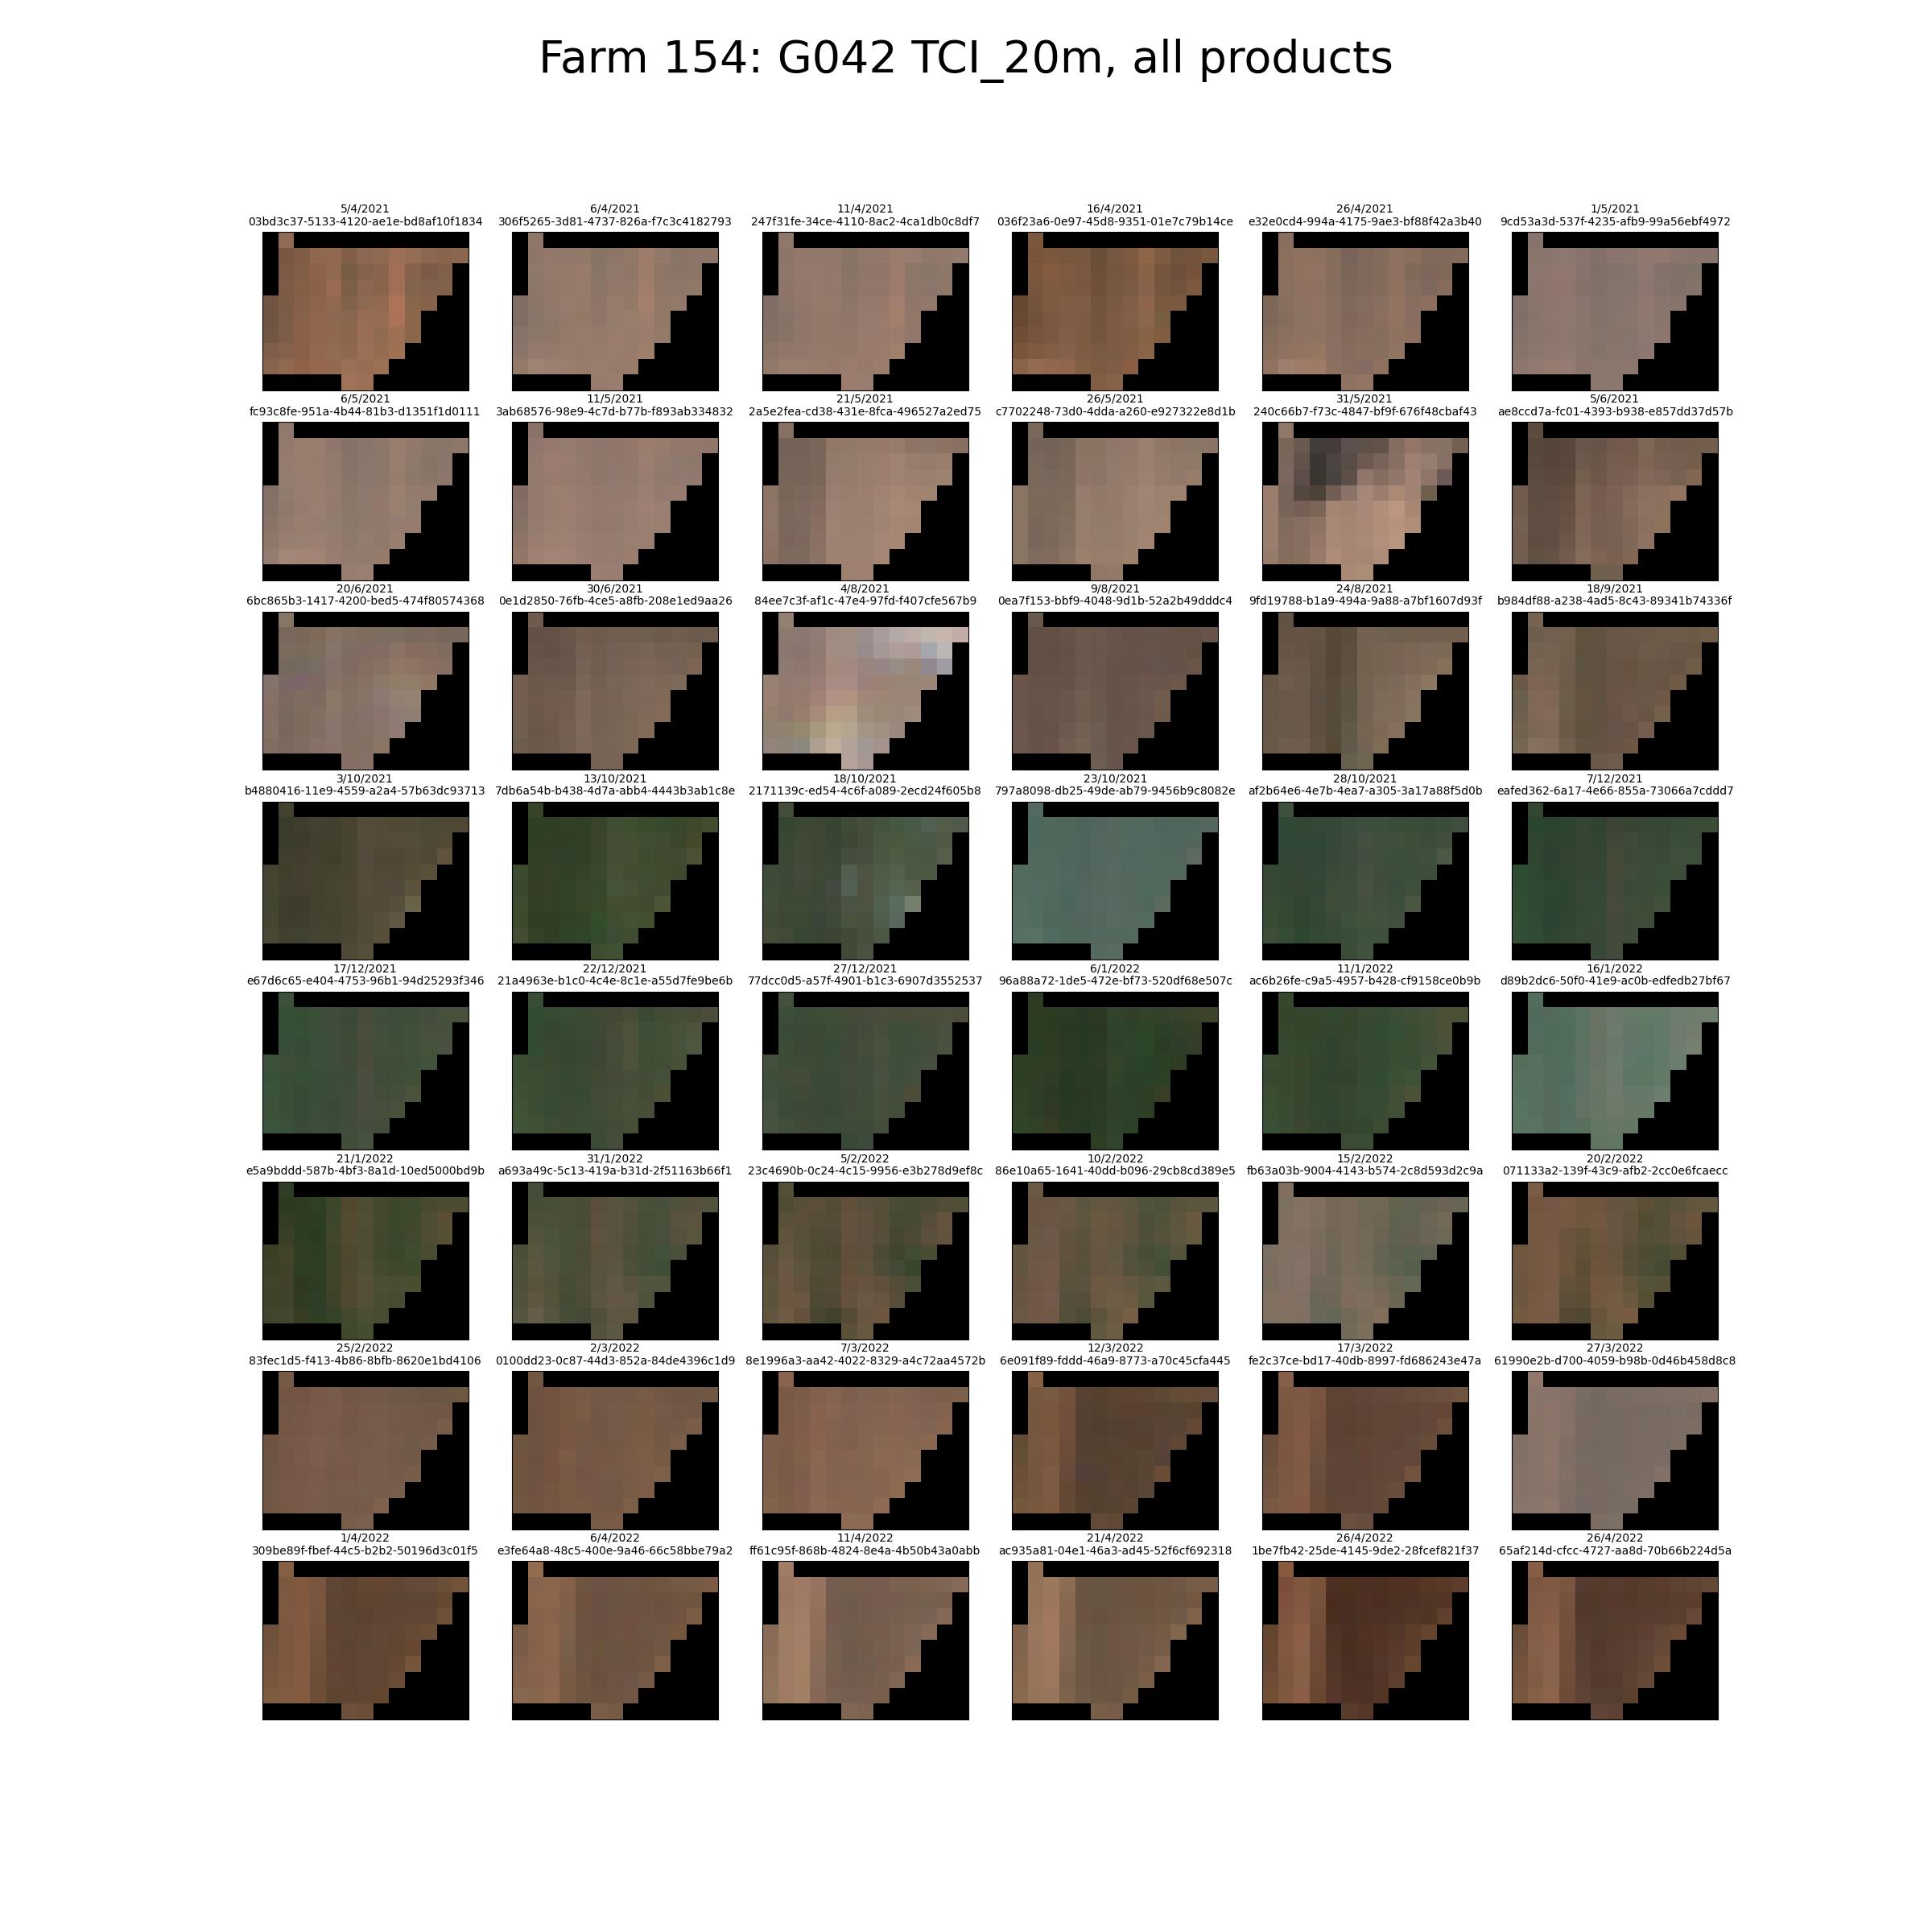 Farm 154: G042 TCI_20m, all products
5/4/2021 6/4/2021 11/4/2021 16/4/2021 26/4/2021 1/5/2021
03bd3c37-5133-4120-ae1e-bd8af10f1834 306f5265-3d81-4737-826a-f7c3c4182793 247f31fe-34ce-4110-8ac2-4ca1db0c8df7 036f23a6-0e97-45d8-9351-01e7c79b14ce e32e0cd4-994a-4175-9ae3-bf88f42a3b40 9cd53a3d-537f-4235-afb9-99a56ebf4972
6/5/2021 11/5/2021 21/5/2021 26/5/2021 31/5/2021 5/6/2021
fc93c8fe-951a-4b44-81b3-d1351f1d0111 3ab68576-98e9-4c7d-b77b-f893ab334832 2a5e2fea-cd38-431e-8fca-496527a2ed75 c7702248-73d0-4dda-a260-e927322e8d1b 240c66b7-f73c-4847-bf9f-676f48cbaf43 ae8ccd7a-fc01-4393-b938-e857dd37d57b
20/6/2021 30/6/2021 4/8/2021 9/8/2021 24/8/2021 18/9/2021
6bc865b3-1417-4200-bed5-474f80574368 0e1d2850-76fb-4ce5-a8fb-208e1ed9aa26 84ee7c3f-af1c-47e4-97fd-f407cfe567b9 0ea7f153-bbf9-4048-9d1b-52a2b49dddc4 9fd19788-b1a9-494a-9a88-a7bf1607d93f b984df88-a238-4ad5-8c43-89341b74336f
3/10/2021 13/10/2021 18/10/2021 23/10/2021 28/10/2021 7/12/2021
b4880416-11e9-4559-a2a4-57b63dc93713 7db6a54b-b438-4d7a-abb4-4443b3ab1c8e 2171139c-ed54-4c6f-a089-2ecd24f605b8 797a8098-db25-49de-ab79-9456b9c8082e af2b64e6-4e7b-4ea7-a305-3a17a88f5d0b eafed362-6a17-4e66-855a-73066a7cddd7
17/12/2021 22/12/2021 27/12/2021 6/1/2022 11/1/2022 16/1/2022
e67d6c65-e404-4753-96b1-94d25293f346 21a4963e-b1c0-4c4e-8c1e-a55d7fe9be6b 77dcc0d5-a57f-4901-b1c3-6907d3552537 96a88a72-1de5-472e-bf73-520df68e507c ac6b26fe-c9a5-4957-b428-cf9158ce0b9b d89b2dc6-50f0-41e9-ac0b-edfedb27bf67
21/1/2022 31/1/2022 5/2/2022 10/2/2022 15/2/2022 20/2/2022
e5a9bddd-587b-4bf3-8a1d-10ed5000bd9b a693a49c-5c13-419a-b31d-2f51163b66f1 23c4690b-0c24-4c15-9956-e3b278d9ef8c 86e10a65-1641-40dd-b096-29cb8cd389e5 fb63a03b-9004-4143-b574-2c8d593d2c9a 071133a2-139f-43c9-afb2-2cc0e6fcaecc
25/2/2022 2/3/2022 7/3/2022 12/3/2022 17/3/2022 27/3/2022
83fec1d5-f413-4b86-8bfb-8620e1bd4106 0100dd23-0c87-44d3-852a-84de4396c1d9 8e1996a3-aa42-4022-8329-a4c72aa4572b 6e091f89-fddd-46a9-8773-a70c45cfa445 fe2c37ce-bd17-40db-8997-fd686243e47a 61990e2b-d700-4059-b98b-0d46b458d8c8
1/4/2022 6/4/2022 11/4/2022 21/4/2022 26/4/2022 26/4/2022
309be89f-fbef-44c5-b2b2-50196d3c01f5 e3fe64a8-48c5-400e-9a46-66c58bbe79a2 ff61c95f-868b-4824-8e4a-4b50b43a0abb ac935a81-04e1-46a3-ad45-52f6cf692318 1be7fb42-25de-4145-9de2-28fcef821f37 65af214d-cfcc-4727-aa8d-70b66b224d5a